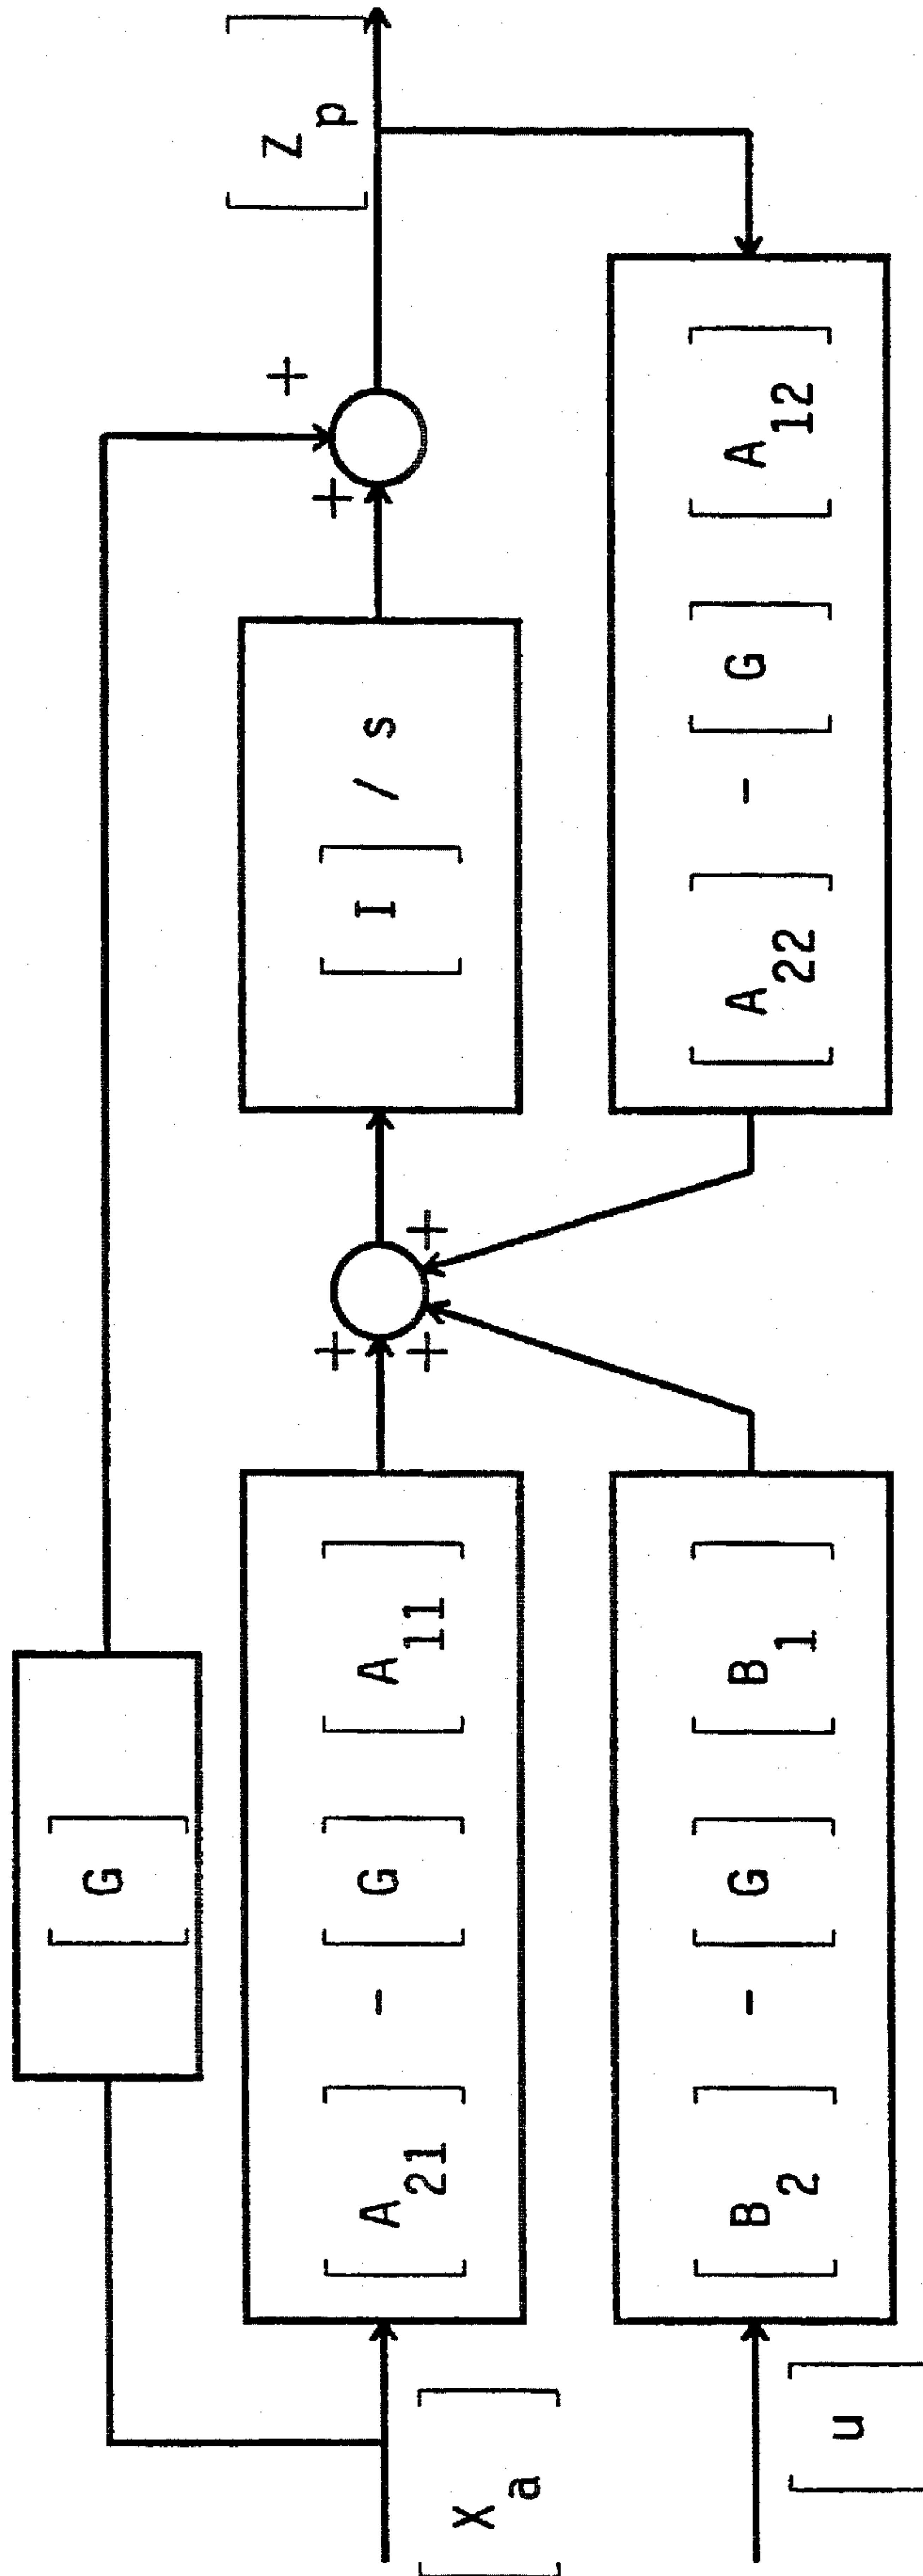 [ G ]
[ Z p ]
+
+
[ X a ]
[ A 21 ] - [ G ] [ A 11 ]
+
+
+
[ I ] / s
[ u ]
[ B 2 ] - [ G ] [ B 1 ]
[ A 22 ] - [ G ] [ A 12 ]